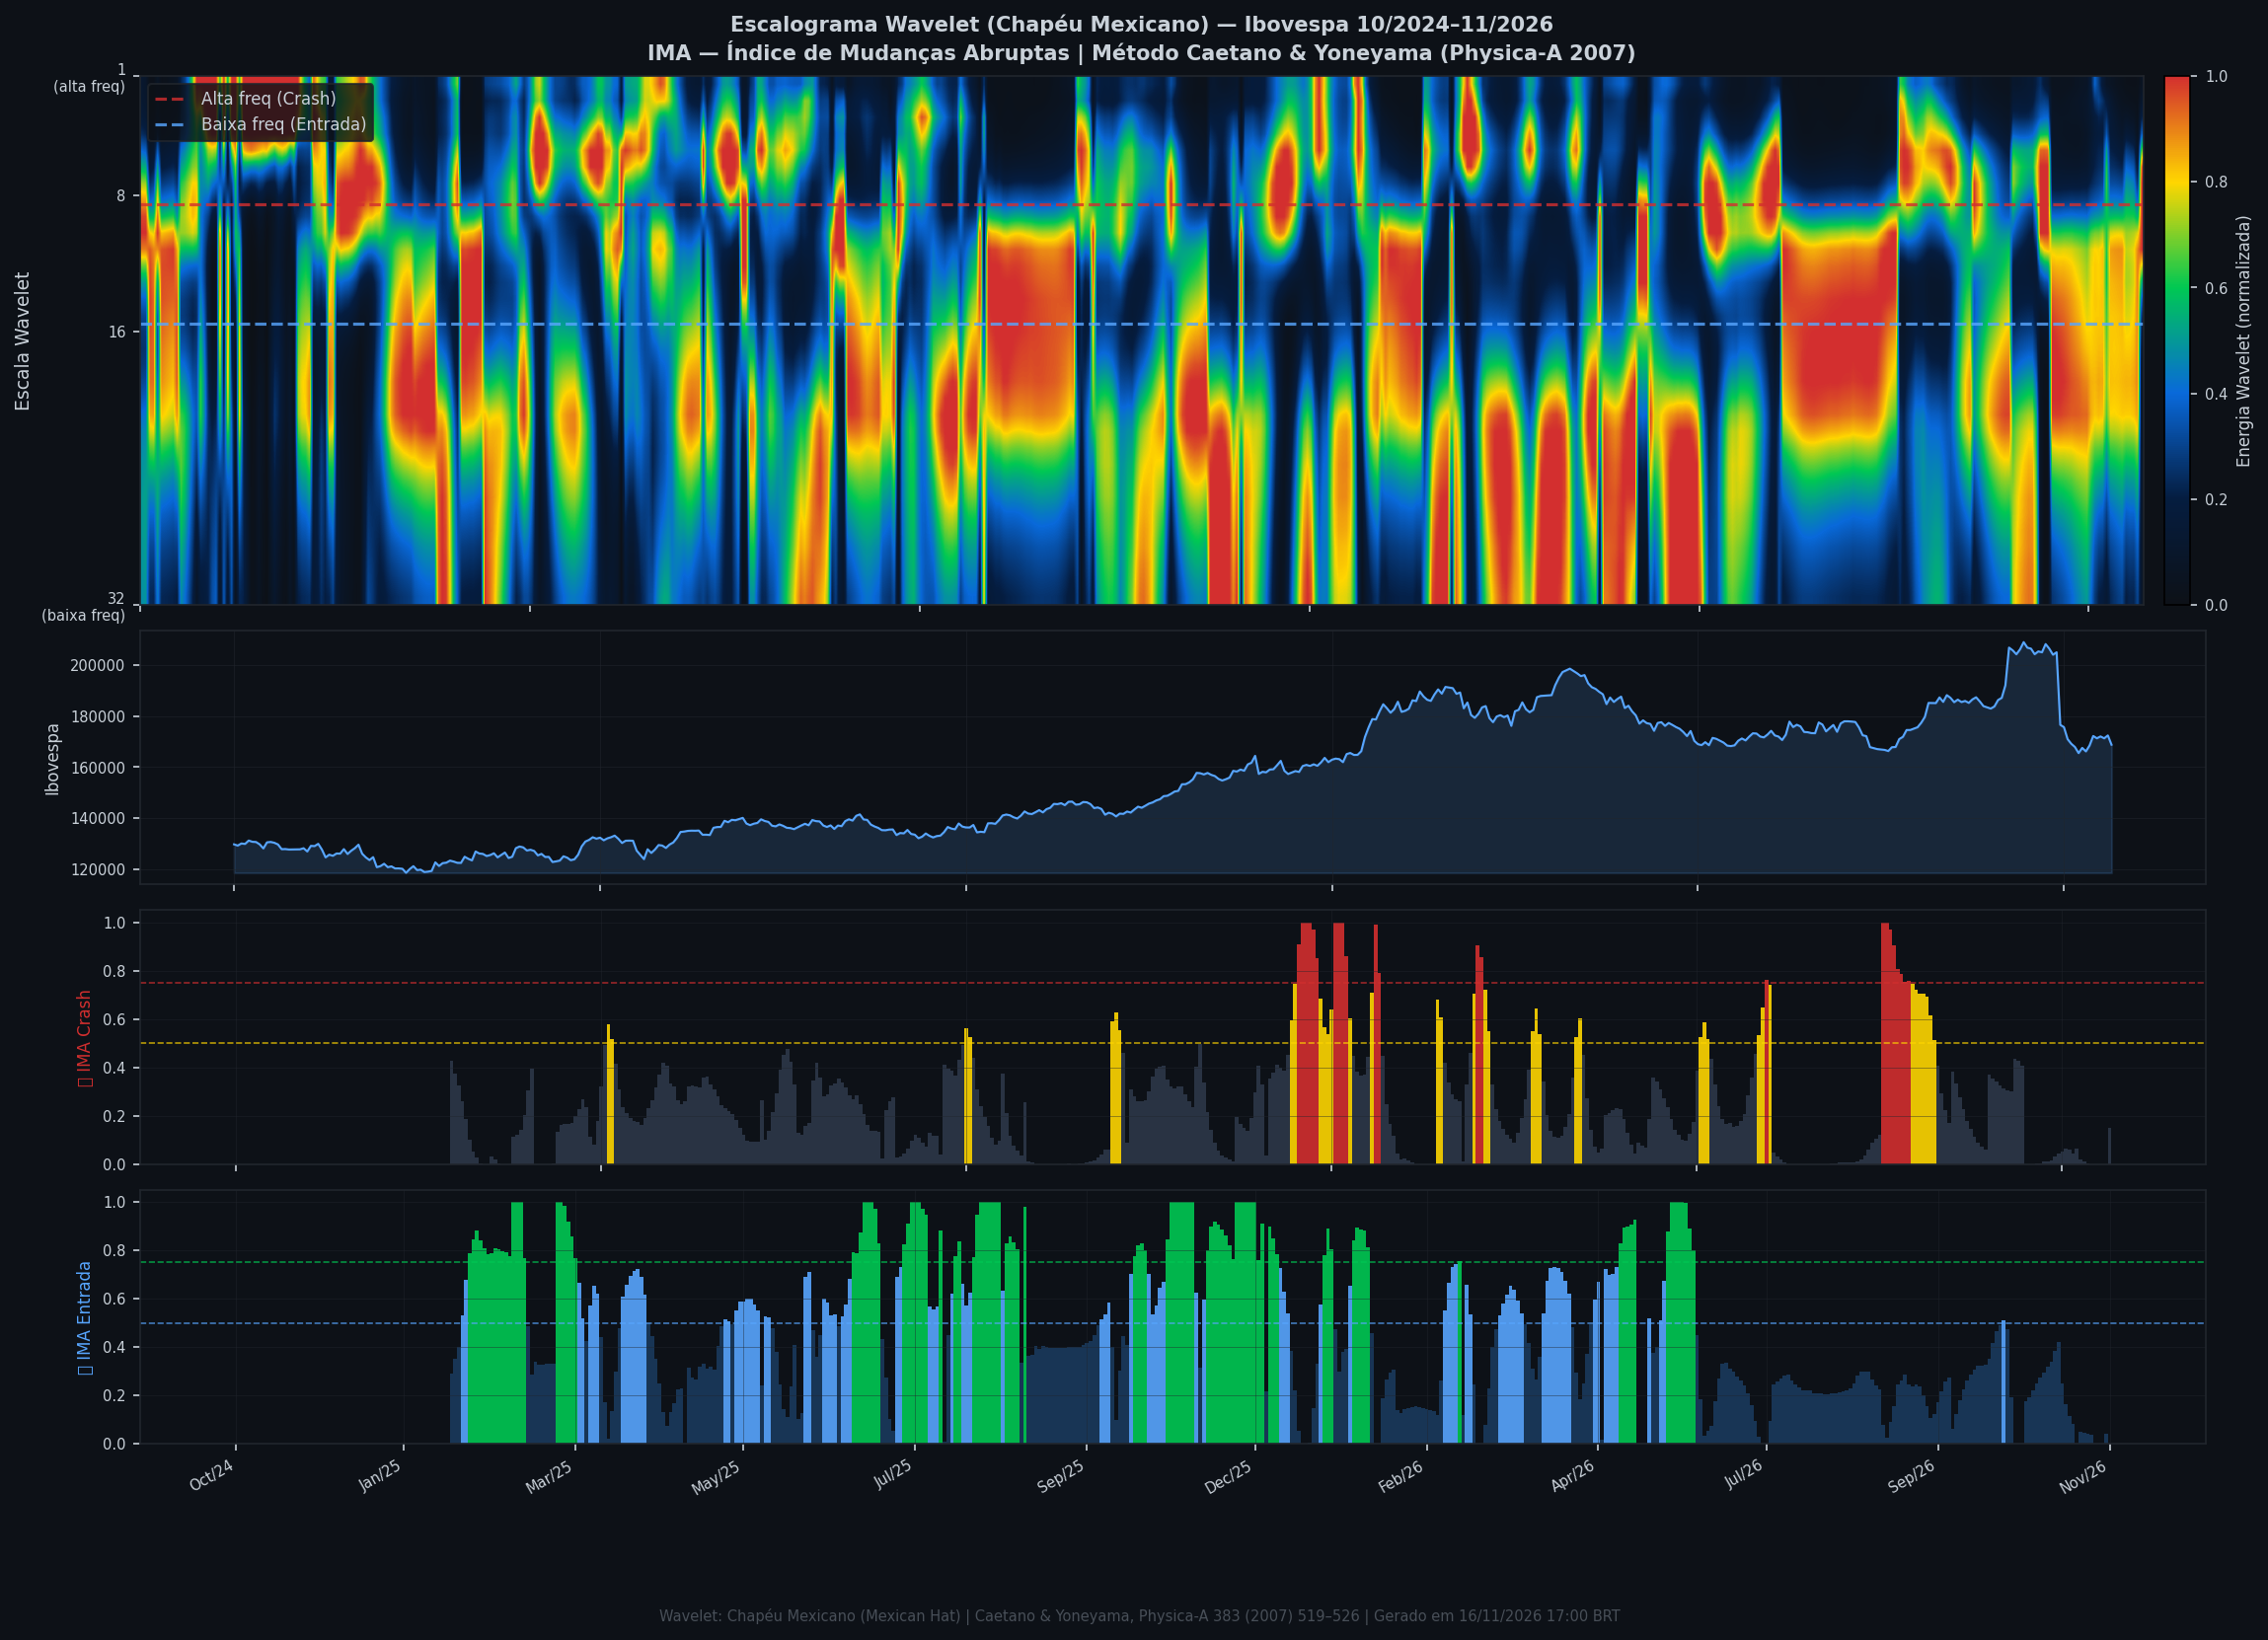 Escalograma Wavelet (Chapéu Mexicano) — Ibovespa 10/2024–11/2026
IMA — Índice de Mudanças Abruptas | Método Caetano & Yoneyama (Physica-A 2007)
1
(alta freq)
8
16
32
(baixa freq)
Escala Wavelet
Alta freq (Crash)
Baixa freq (Entrada)
1.0
0.8
0.6
0.4
0.2
0.0
Energia Wavelet (normalizada)
200000
180000
160000
140000
120000
Ibovespa
1.0
0.8
0.6
0.4
0.2
0.0
IMA Crash
1.0
0.8
0.6
0.4
0.2
0.0
IMA Entrada
Oct/24
Jan/25
Mar/25
May/25
Jul/25
Sep/25
Dec/25
Feb/26
Apr/26
Jul/26
Sep/26
Nov/26
Wavelet: Chapéu Mexicano (Mexican Hat) | Caetano & Yoneyama, Physica-A 383 (2007) 519–526 | Gerado em 16/11/2026 17:00 BRT